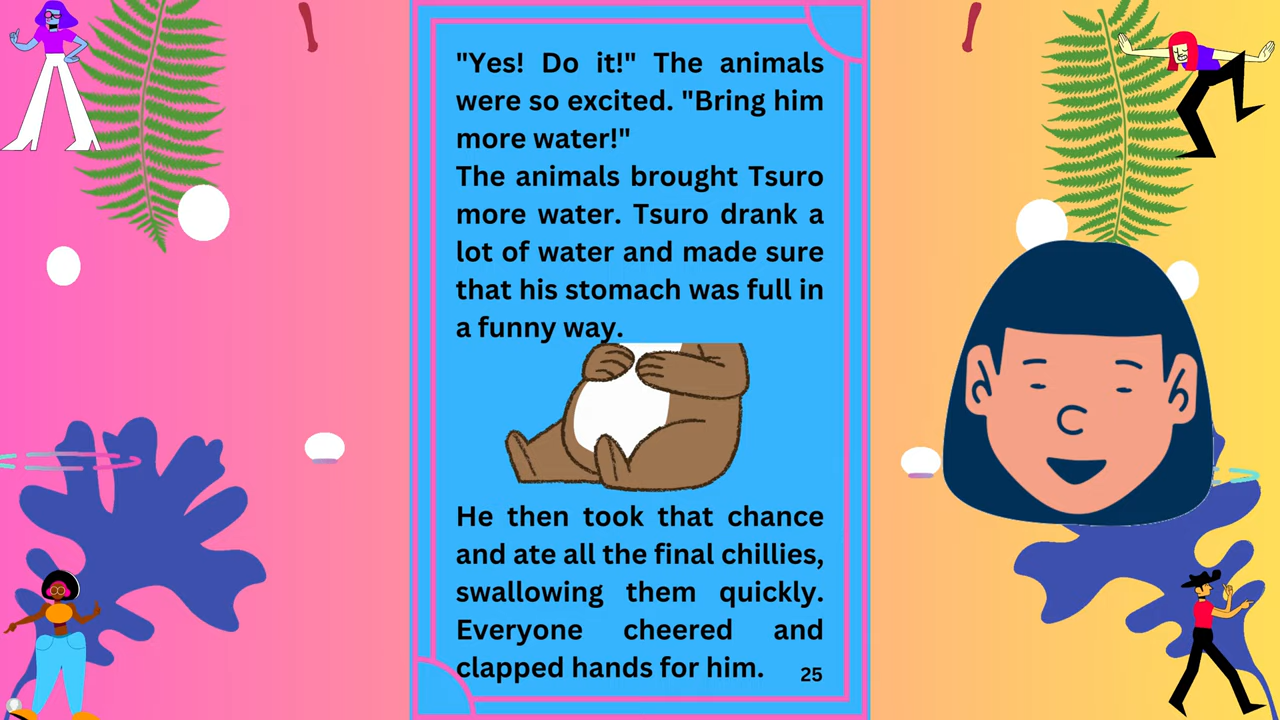 "Yes! Do it!" The animals
were so excited. "Bring him
more water!"
The animals brought Tsuro
more water. Tsuro drank a
lot of water and made sure
that his stomach was full in
a funny way.
He then took that chance
and ate all the final chillies,
swallowing them quickly.
Everyone cheered and
clapped hands for him.
25